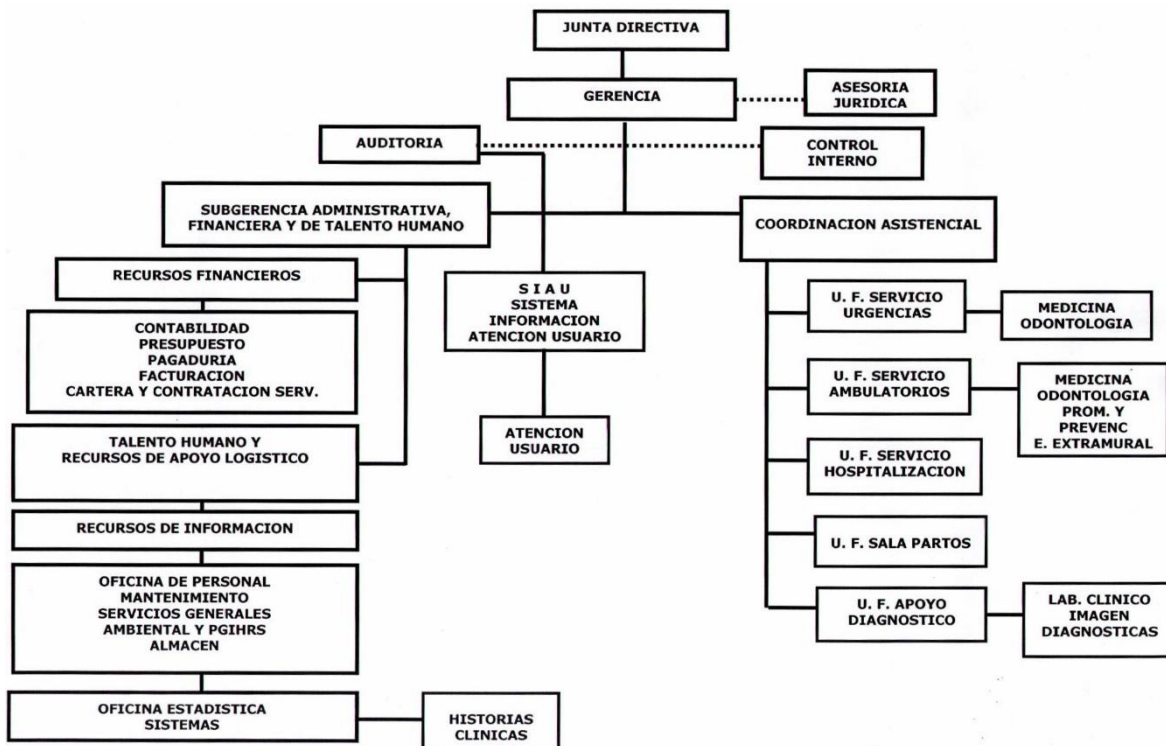 JUNTA DIRECTIVA
GERENCIA
ASESORIA
JURIDICA
AUDITORIA
CONTROL
INTERNO
SUBGERENCIA ADMINISTRATIVA,
FINANCIERA Y DE TALENTO HUMANO
COORDINACION ASISTENCIAL
RECURSOS FINANCIEROS
CONTABILIDAD
PRESUPUESTO
PAGADURIA
FACTURACION
CARTERA Y CONTRATACION SERV.
TALENTO HUMANO Y
RECURSOS DE APOYO LOGISTICO
RECURSOS DE INFORMACION
OFICINA DE PERSONAL
MANTENIMIENTO
SERVICIOS GENERALES
AMBIENTAL Y PGIHRS
ALMACEN
OFICINA ESTADISTICA
SISTEMAS
HISTORIAS
CLINICAS
S I A U
SISTEMA
INFORMACION
ATENCION USUARIO
ATENCION
USUARIO
U. F. SERVICIO
URGENCIAS
MEDICINA
ODONTOLOGIA
U. F. SERVICIO
AMBULATORIOS
MEDICINA
ODONTOLOGIA
PROM. Y
PREVENC
E. EXTRAMURAL
U. F. SERVICIO
HOSPITALIZACION
U. F. SALA PARTOS
U. F. APOYO
DIAGNOSTICO
LAB. CLINICO
IMAGEN
DIAGNOSTICAS